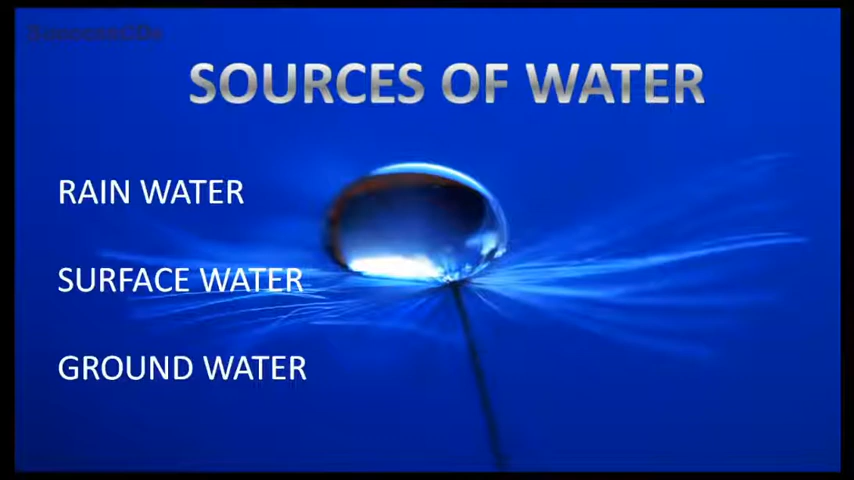 SOURCES OF WATER
RAIN WATER
SURFACE WATER
GROUND WATER